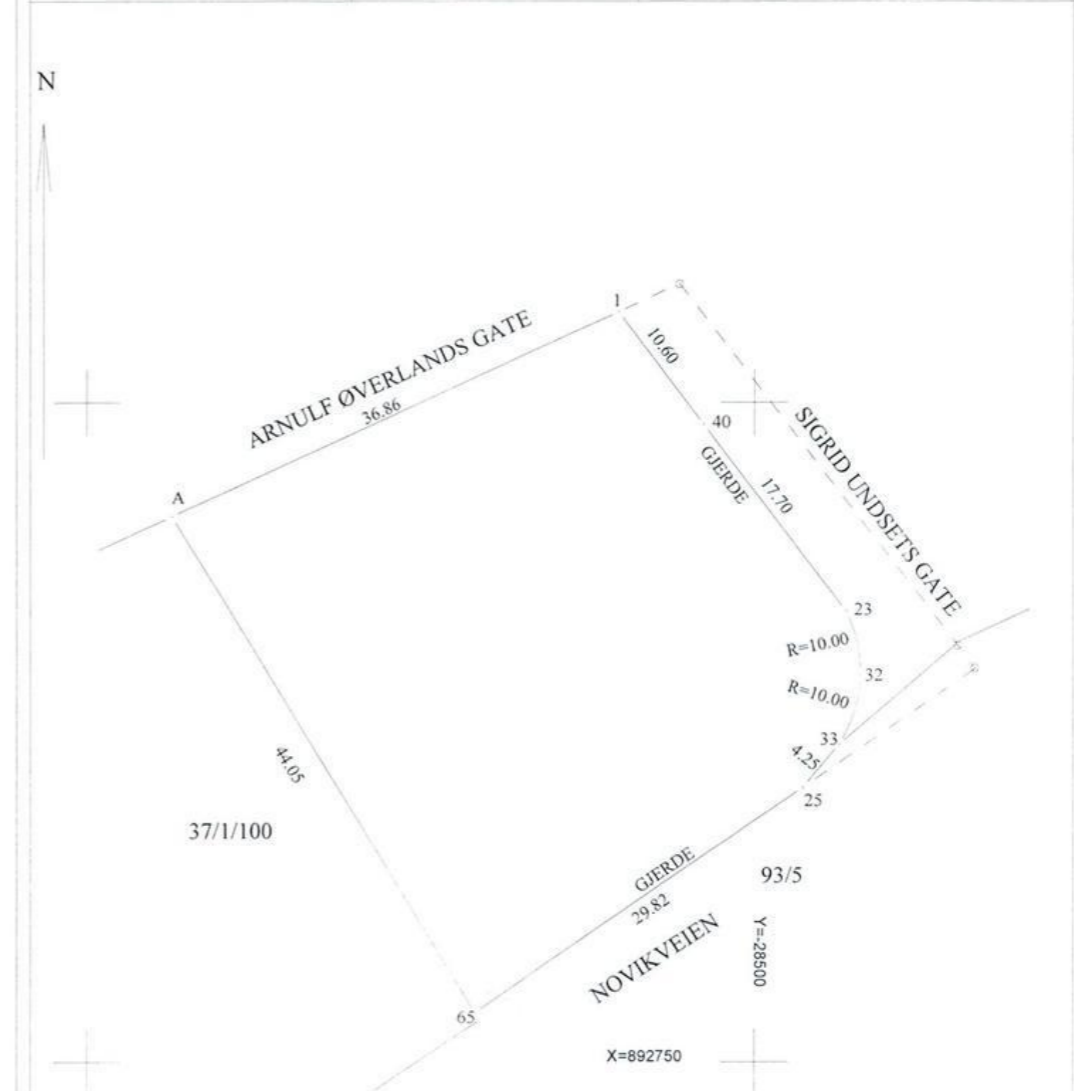 N
1
10.60
ARNULF ØVERLANDS GATE
36.86
40
SIGRID UNDSETS GATE
GJERDE
17.70
A
23
R=10.00
32
R=10.00
33
4.25
44.05
25
37/1/100
GJERDE
29.82
93/5
NOVIKVEIEN
Y=-28500
65
X=892750